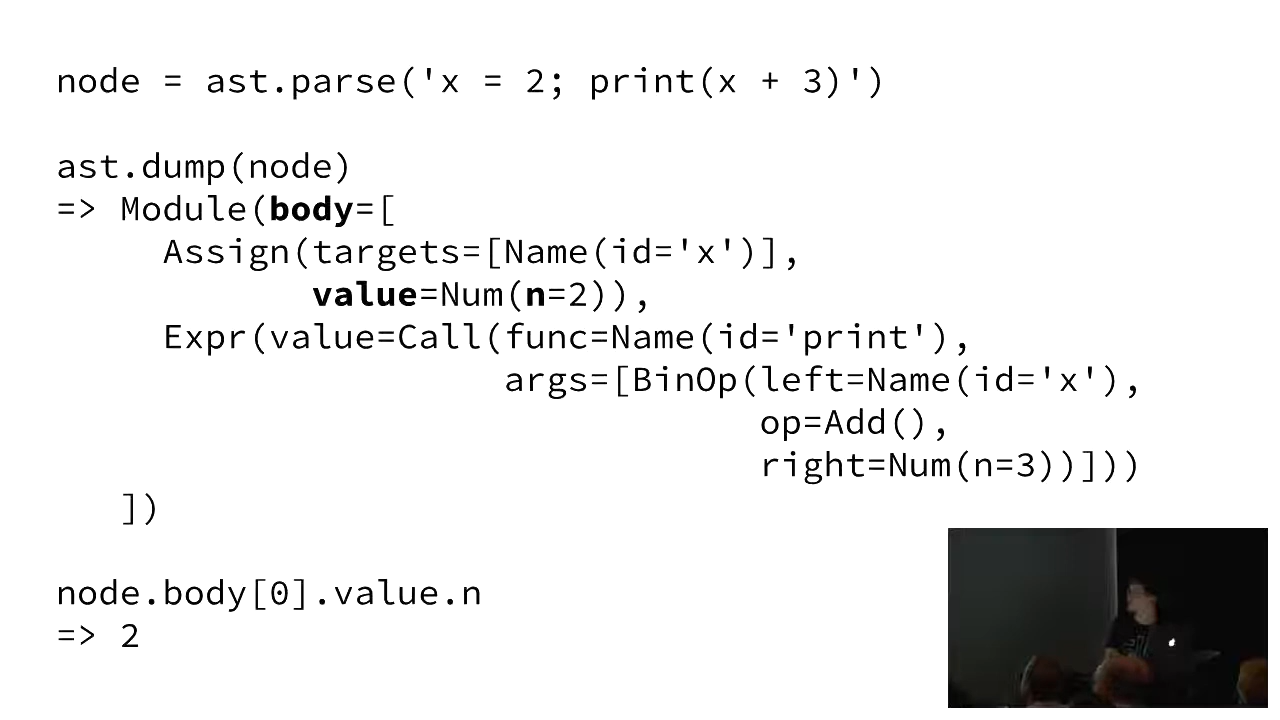 node = ast.parse('x = 2; print(x + 3)')
ast.dump(node)
=> Module(body=[
Assign(targets=[Name(id='x')],
value=Num(n=2)),
Expr(value=Call(func=Name(id='print'),
args=[BinOp(left=Name(id='x'),
op=Add(),
right=Num(n=3))]))
])
node.body[0].value.n
=> 2